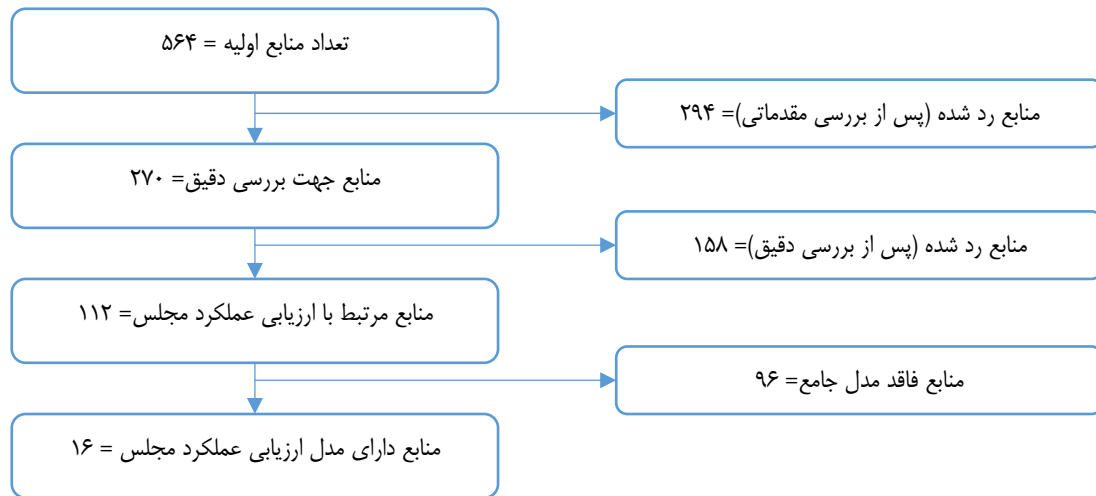 تعداد منابع اولیه = ۵۶۴
منابع رد شده (پس از بررسی مقدماتی)= ۲۹۴
منابع جهت بررسی دقیق= ۲۷۰
منابع رد شده (پس از بررسی دقیق)= ۱۵۸
منابع مرتبط با ارزیابی عملکرد مجلس= ۱۱۲
منابع فاقد مدل جامع= ۹۶
منابع دارای مدل ارزیابی عملکرد مجلس = ۱۶